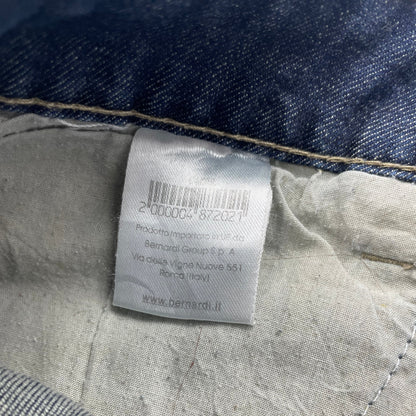 2 000004 872021
Prodotto Importato in UE da
Bernardi Group S.p.A
Via delle Vigne Nuove 551
Roma (Italy)
www.bernardi.it